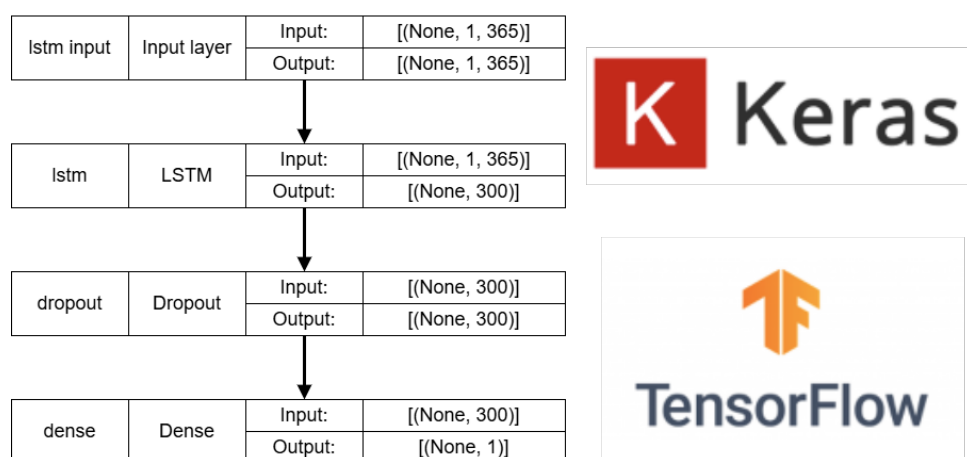 lstm input Input layer Input: [(None, 1, 365)]
Output: [(None, 1, 365)]
lstm LSTM Input: [(None, 1, 365)]
Output: [(None, 300)]
dropout Dropout Input: [(None, 300)]
Output: [(None, 300)]
dense Dense Input: [(None, 300)]
Output: [(None, 1)]
K Keras
TensorFlow